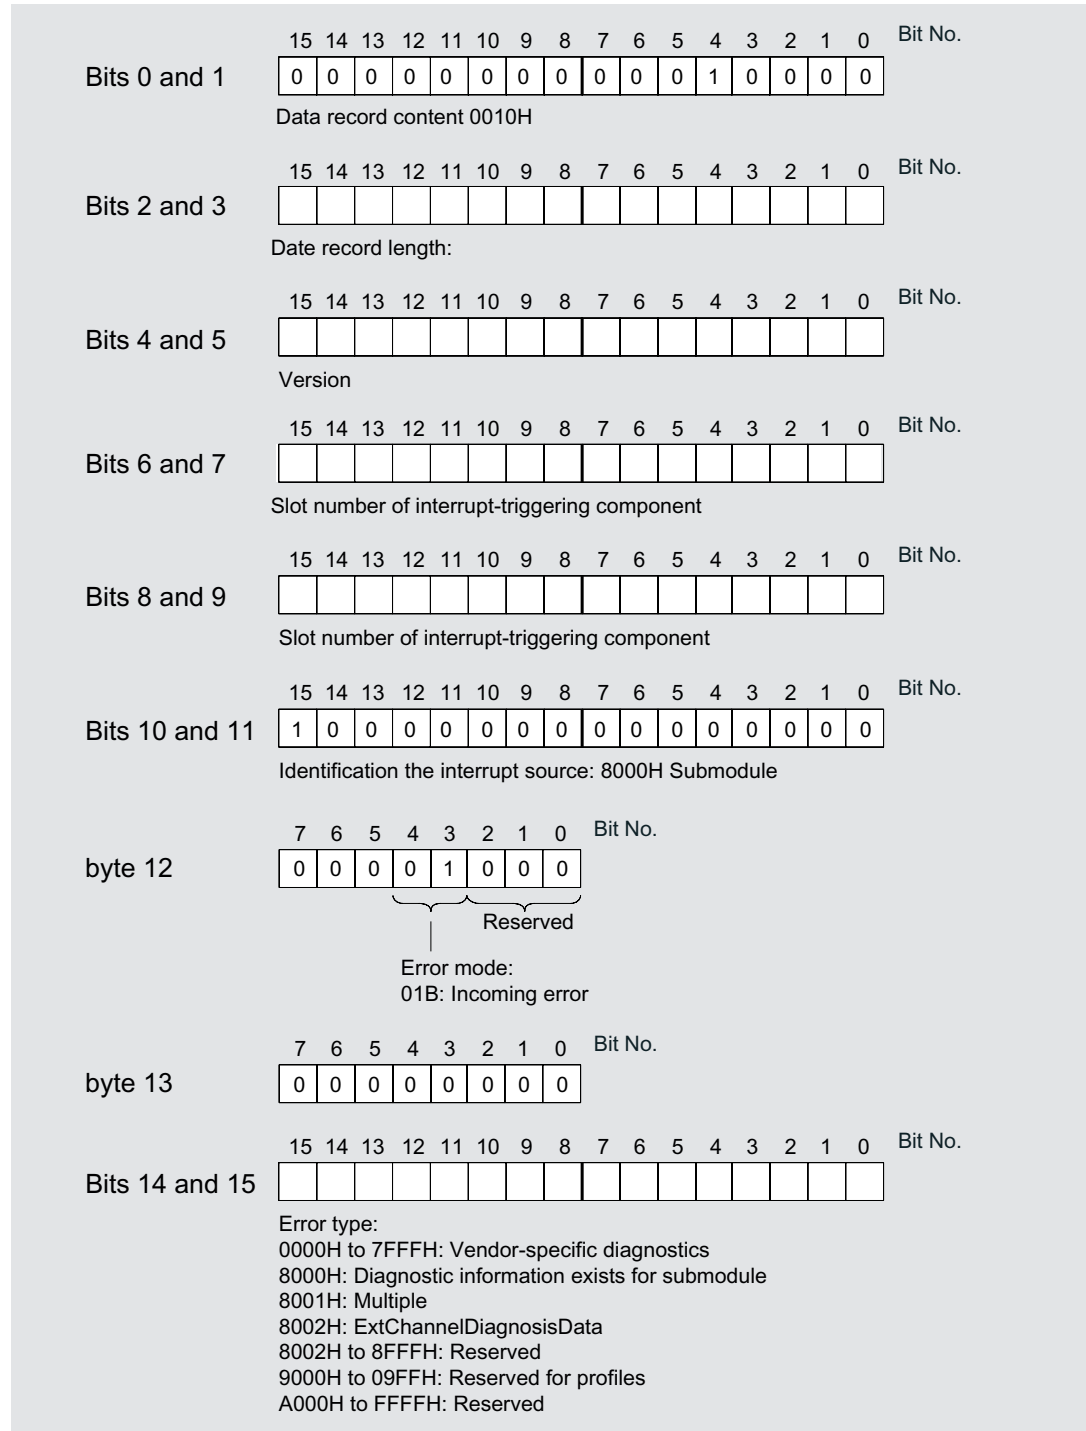 15 14 13 12 11 10 9 8 7 6 5 4 3 2 1 0 Bit No.
Bits 0 and 1 0 0 0 0 0 0 0 0 0 0 0 1 0 0 0 0
Data record content 0010H
15 14 13 12 11 10 9 8 7 6 5 4 3 2 1 0 Bit No.
Bits 2 and 3
Date record length:
15 14 13 12 11 10 9 8 7 6 5 4 3 2 1 0 Bit No.
Bits 4 and 5
Version
15 14 13 12 11 10 9 8 7 6 5 4 3 2 1 0 Bit No.
Bits 6 and 7
Slot number of interrupt-triggering component
15 14 13 12 11 10 9 8 7 6 5 4 3 2 1 0 Bit No.
Bits 8 and 9
Slot number of interrupt-triggering component
15 14 13 12 11 10 9 8 7 6 5 4 3 2 1 0 Bit No.
Bits 10 and 11 1 0 0 0 0 0 0 0 0 0 0 0 0 0 0 0
Identification the interrupt source: 8000H Submodule
7 6 5 4 3 2 1 0 Bit No.
byte 12 0 0 0 0 1 0 0 0
Reserved
Error mode:
01B: Incoming error
7 6 5 4 3 2 1 0 Bit No.
byte 13 0 0 0 0 0 0 0 0
15 14 13 12 11 10 9 8 7 6 5 4 3 2 1 0 Bit No.
Bits 14 and 15
Error type:
0000H to 7FFFH: Vendor-specific diagnostics
8000H: Diagnostic information exists for submodule
8001H: Multiple
8002H: ExtChannelDiagnosisData
8002H to 8FFFH: Reserved
9000H to 09FFH: Reserved for profiles
A000H to FFFFH: Reserved